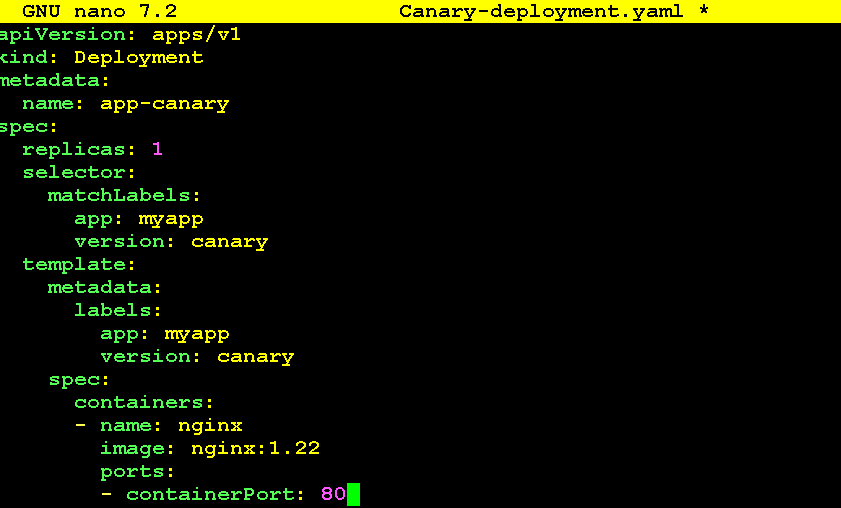 GNU nano 7.2 Canary-deployment.yaml *
apiVersion: apps/v1
kind: Deployment
metadata:
  name: app-canary
spec:
  replicas: 1
  selector:
    matchLabels:
      app: myapp
      version: canary
  template:
    metadata:
      labels:
        app: myapp
        version: canary
    spec:
      containers:
      - name: nginx
        image: nginx:1.22
        ports:
        - containerPort: 80